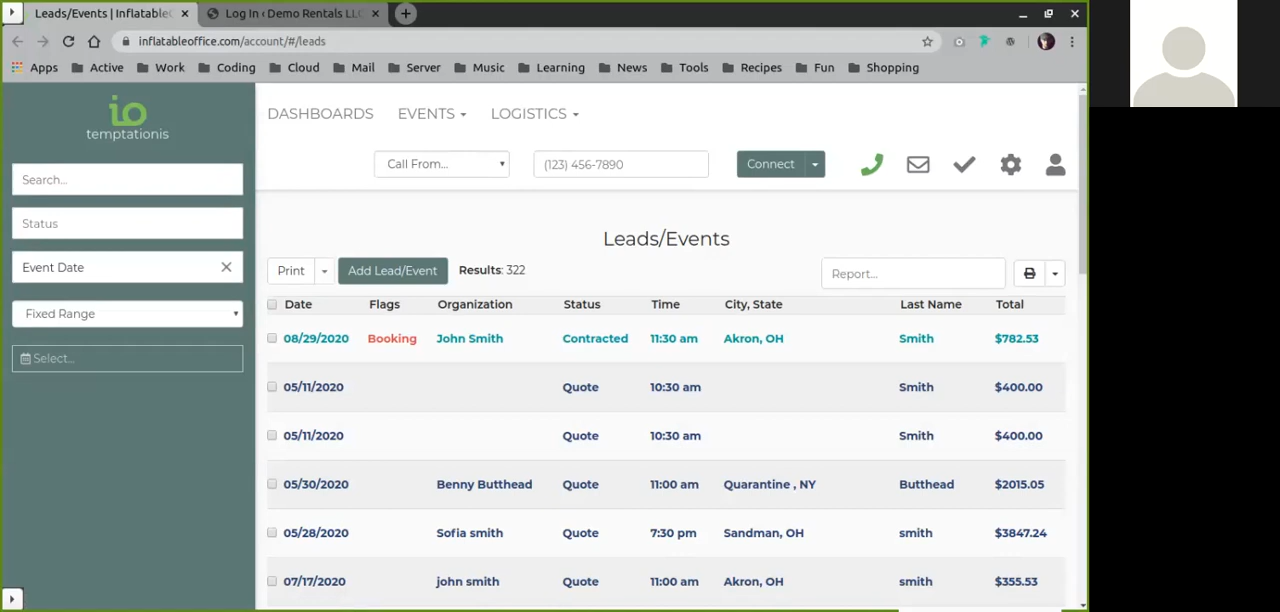 Leads/Events | Inflatable
Log In ‹ Demo Rentals LLC
inflatableoffice.com/account/#/leads
Apps Active Work Coding Cloud Mail Server Music Learning News Tools Recipes Fun Shopping
io
temptationis
DASHBOARDS EVENTS LOGISTICS
Call From... (123) 456-7890 Connect
Search...
Status
Event Date
Fixed Range
Select...
Leads/Events
Print Add Lead/Event Results: 322 Report...
Date Flags Organization Status Time City, State Last Name Total
08/29/2020 Booking John Smith Contracted 11:30 am Akron, OH Smith $782.53
05/11/2020 Quote 10:30 am Smith $400.00
05/11/2020 Quote 10:30 am Smith $400.00
05/30/2020 Benny Butthead Quote 11:00 am Quarantine , NY Butthead $2015.05
05/28/2020 Sofia smith Quote 7:30 pm Sandman, OH smith $3847.24
07/17/2020 john smith Quote 11:00 am Akron, OH smith $355.53